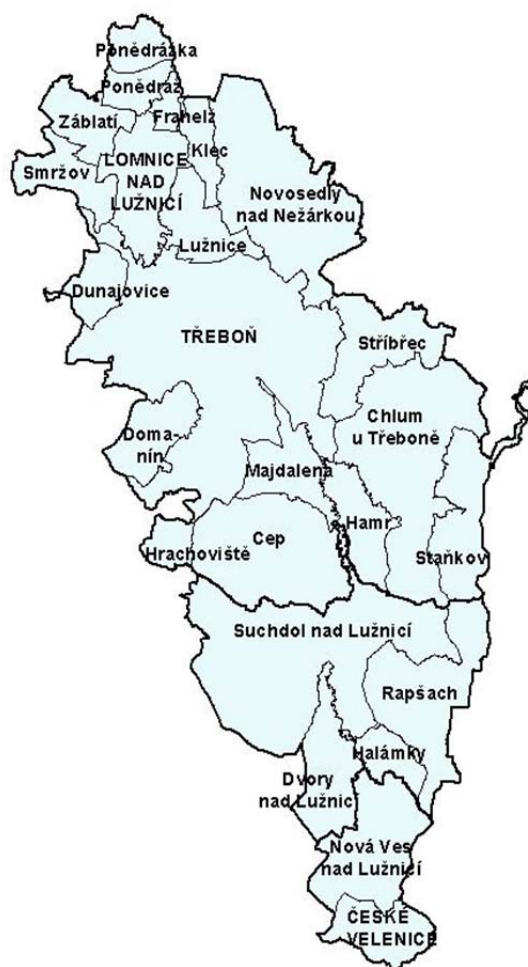 Ponědrážka
Ponědraž
Záblatí
Frahelž
Klec
Smržov
LOMNICE
NAD
LUŽNICÍ
Novosedly
nad Nežárkou
Lužnice
Dunajovice
TŘEBOŇ
Stříbřec
Chlum
u Třeboně
Doma-
nín
Majdalena
Hamr
Cep
Hrachoviště
Staňkov
Suchdol nad Lužnicí
Rapšach
Halámky
Dvory
nad Lužnic
Nová Ves
nad Lužnicí
ČESKÉ
VELENICE